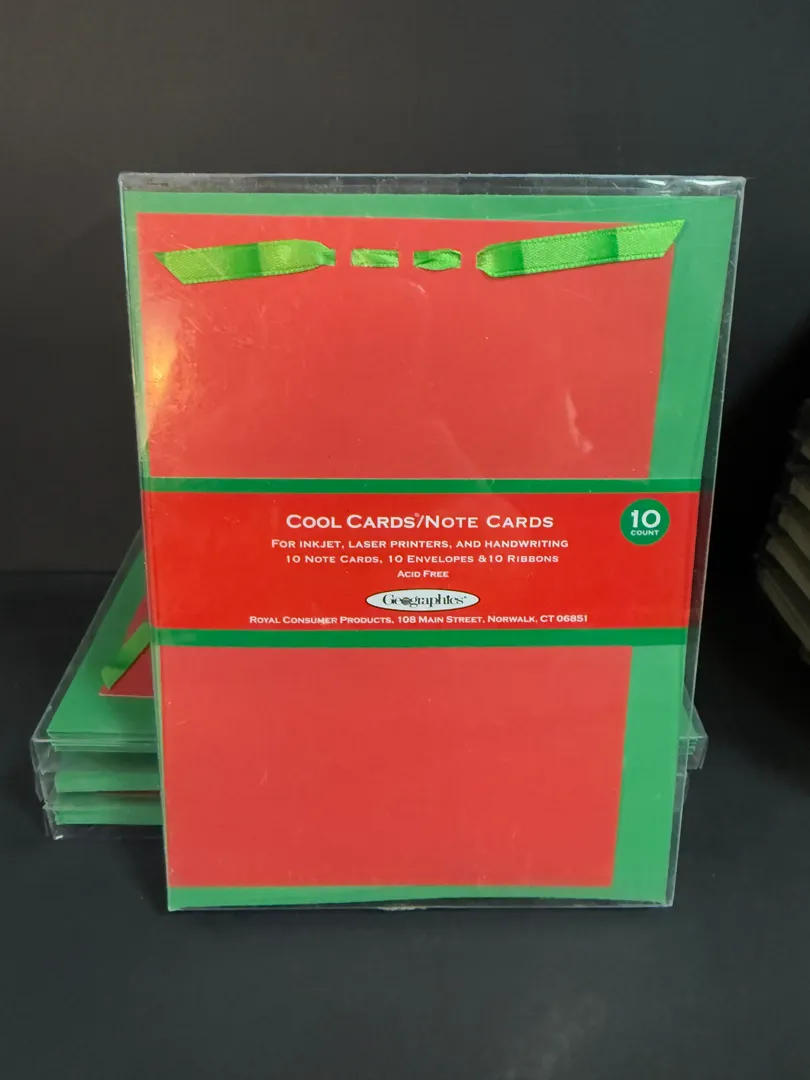 COOL CARDS/NOTE CARDS
10
COUNT
FOR INKJET, LASER PRINTERS, AND HANDWRITING
10 NOTE CARDS, 10 ENVELOPES &10 RIBBONS
ACID FREE
Geographics®
ROYAL CONSUMER PRODUCTS, 108 MAIN STREET, NORWALK, CT 06851